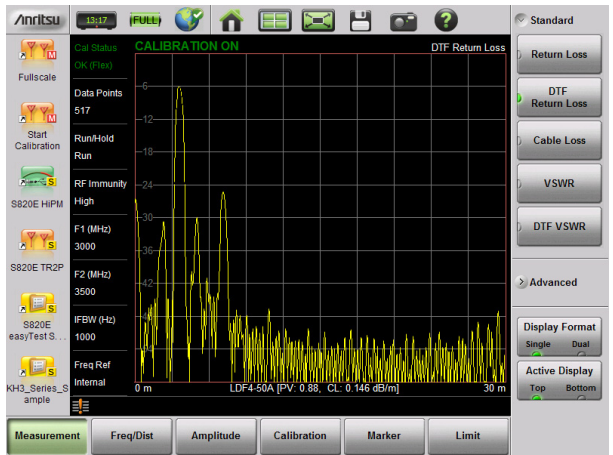 Anritsu
13:17
FULL
Standard
Fullscale
Start
Calibration
S820E HiPM
S820E TR2P
S820E
easyTest S...
KH3_Series_S
ample
Cal Status
OK (Flex)
Data Points
517
Run/Hold
Run
RF Immunity
High
F1 (MHz)
3000
F2 (MHz)
3500
IFBW (Hz)
1000
Freq Ref
Internal
CALIBRATION ON
DTF Return Loss
-6
-12
-18
-24
-30
-36
-42
0 m
LDF4-50A [PV: 0.88, CL: 0.146 dB/m]
30 m
Return Loss
DTF
Return Loss
Cable Loss
VSWR
DTF VSWR
Advanced
Display Format
Single Dual
Active Display
Top Bottom
Measurement
Freq/Dist
Amplitude
Calibration
Marker
Limit